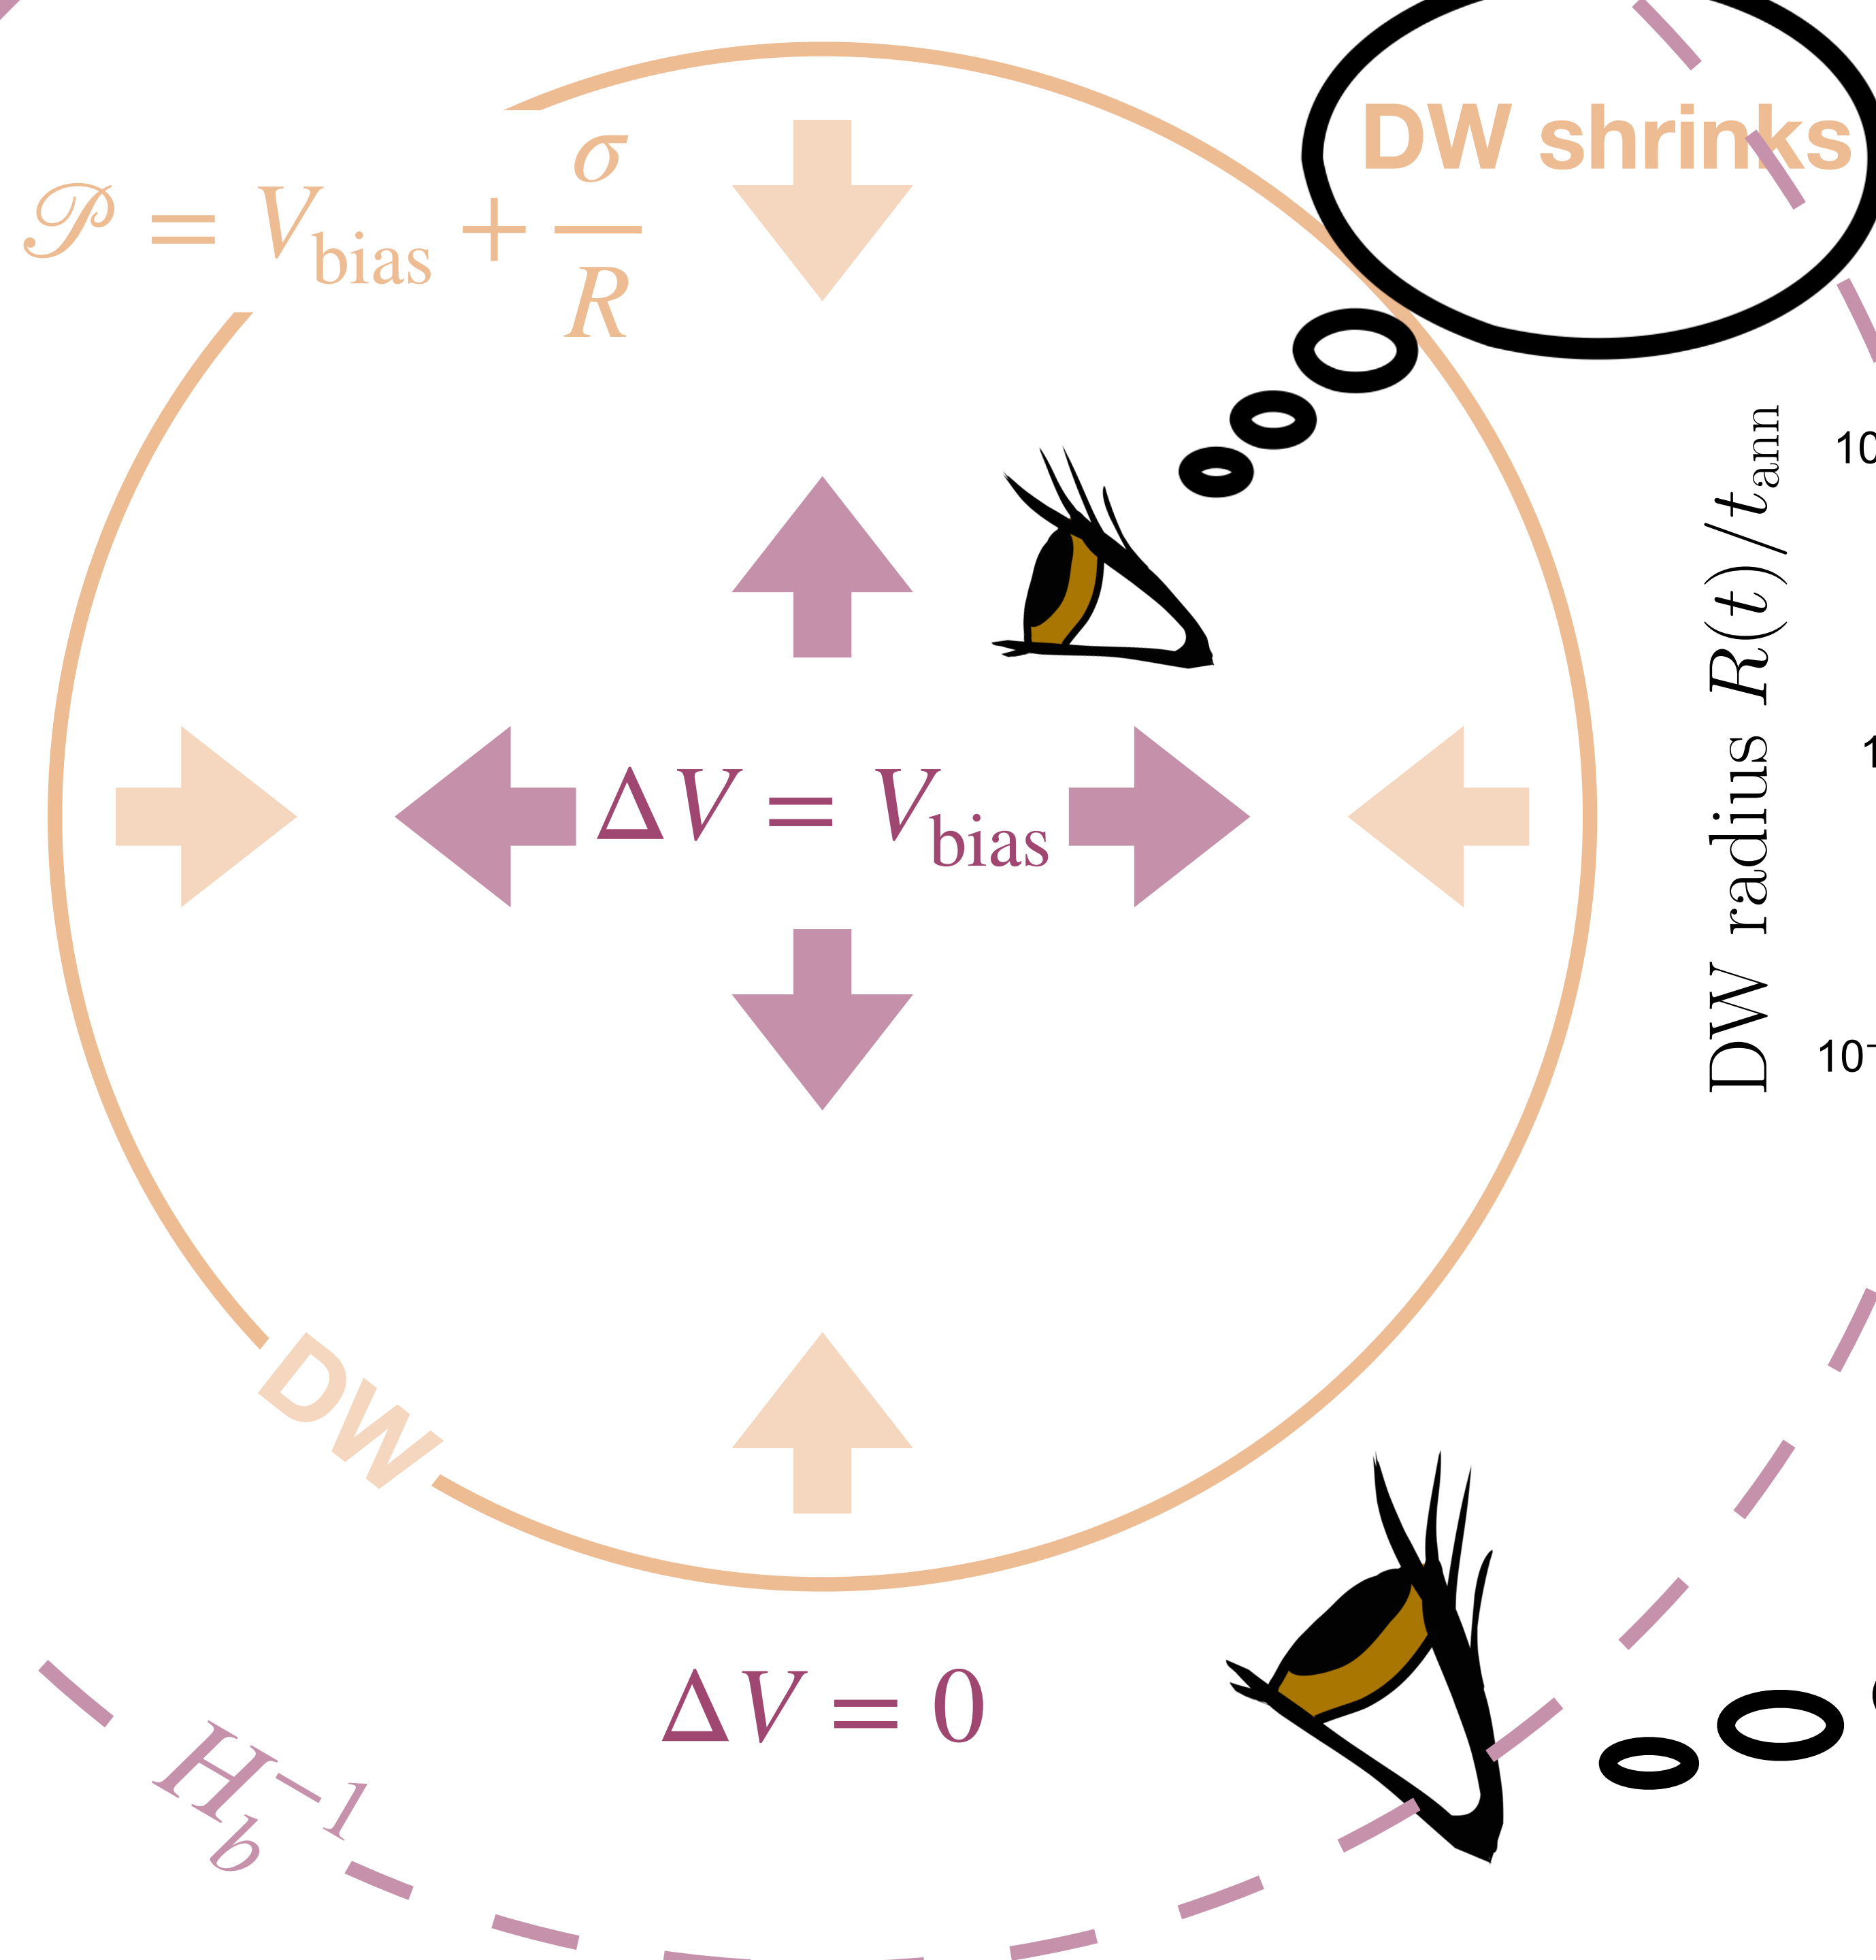 DW shrinks
𝒫 = V_bias + σ/R
ΔV = V_bias
DW radius R(t)/t_ann
DW
ΔV = 0
H_b^−1